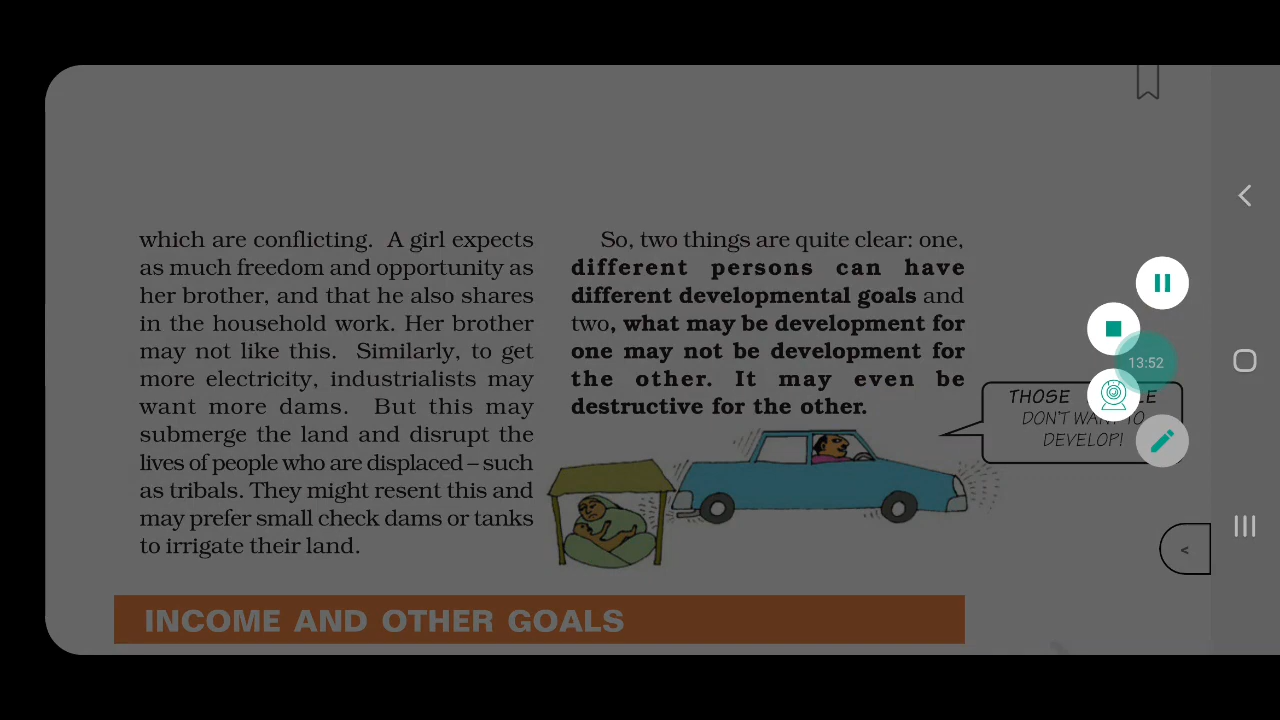 which are conflicting. A girl expects
as much freedom and opportunity as
her brother, and that he also shares
in the household work. Her brother
may not like this. Similarly, to get
more electricity, industrialists may
want more dams. But this may
submerge the land and disrupt the
lives of people who are displaced – such
as tribals. They might resent this and
may prefer small check dams or tanks
to irrigate their land.
So, two things are quite clear: one,
different persons can have
different developmental goals and
two, what may be development for
one may not be development for
the other. It may even be
destructive for the other.
THOSE
DON'T WANT TO
DEVELOP!
13:52
<
INCOME AND OTHER GOALS